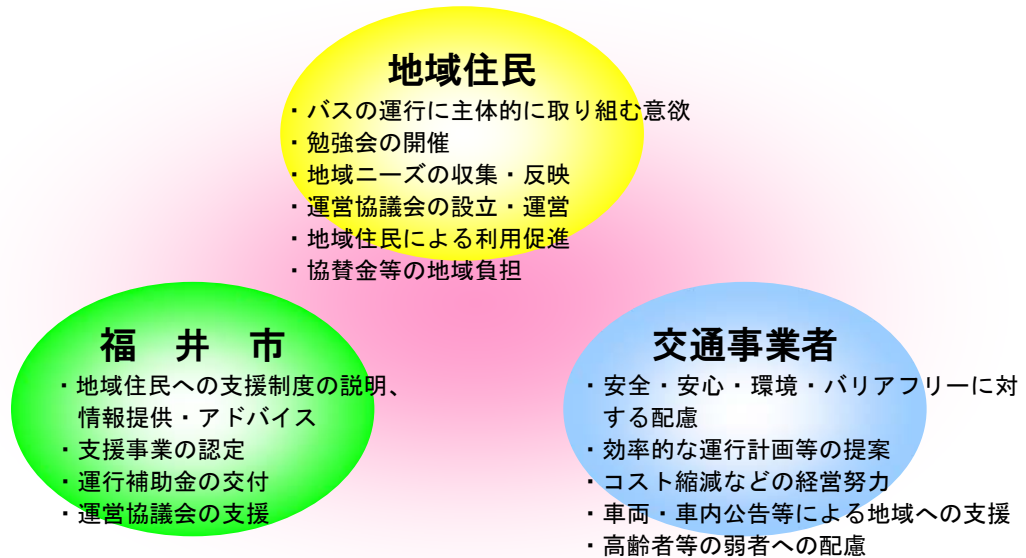 地域住民
・バスの運行に主体的に取り組む意欲
・勉強会の開催
・地域ニーズの収集・反映
・運営協議会の設立・運営
・地域住民による利用促進
・協賛金等の地域負担
福 井 市
・地域住民への支援制度の説明、
情報提供・アドバイス
・支援事業の認定
・運行補助金の交付
・運営協議会の支援
交通事業者
・安全・安心・環境・バリアフリーに対
する配慮
・効率的な運行計画等の提案
・コスト縮減などの経営努力
・車両・車内公告等による地域への支援
・高齢者等の弱者への配慮